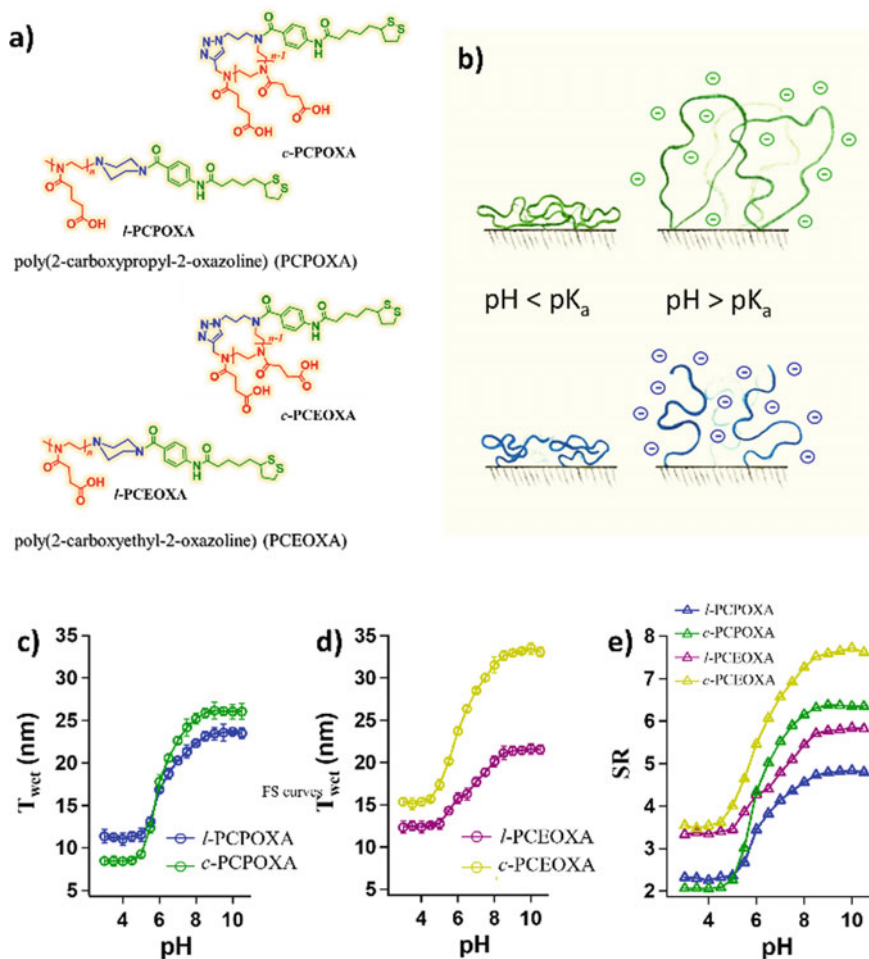 a)
c-PCPOXA
l-PCPOXA
poly(2-carboxypropyl-2-oxazoline) (PCPOXA)
c-PCEOXA
l-PCEOXA
poly(2-carboxyethyl-2-oxazoline) (PCEOXA)
b)
pH < pKa
pH > pKa
c)
35
30
25
20
15
10
5
Twet (nm)
4 6 8 10
pH
l-PCPOXA
c-PCPOXA
FS curves
d)
35
30
25
20
15
10
5
Twet (nm)
4 6 8 10
pH
l-PCEOXA
c-PCEOXA
e)
l-PCPOXA
c-PCPOXA
l-PCEOXA
c-PCEOXA
8
7
6
5
4
3
2
SR
4 6 8 10
pH